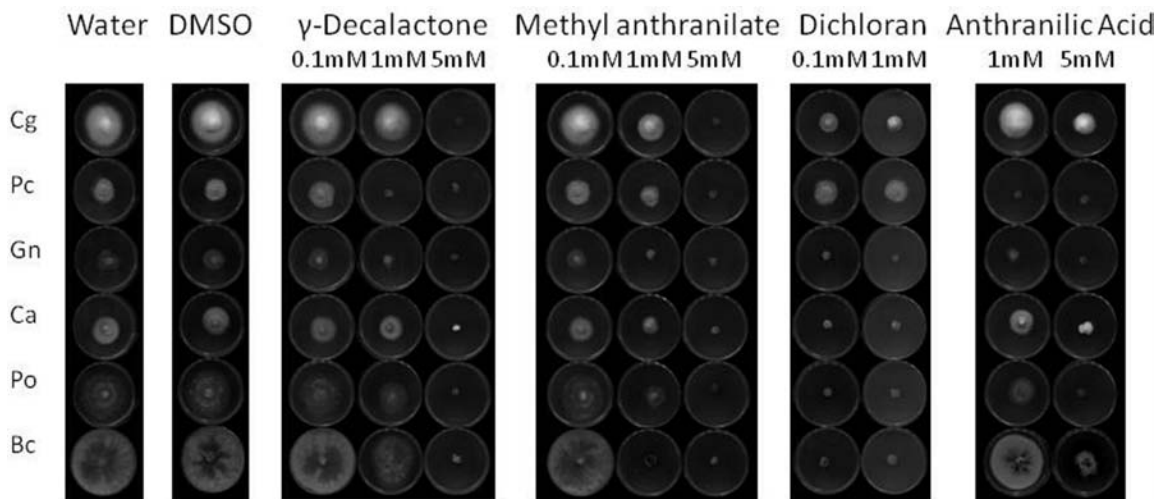 Water DMSO γ-Decalactone Methyl anthranilate Dichloran Anthranilic Acid
0.1mM 1mM 5mM 0.1mM 1mM 5mM 0.1mM 1mM 1mM 5mM
Cg
Pc
Gn
Ca
Po
Bc